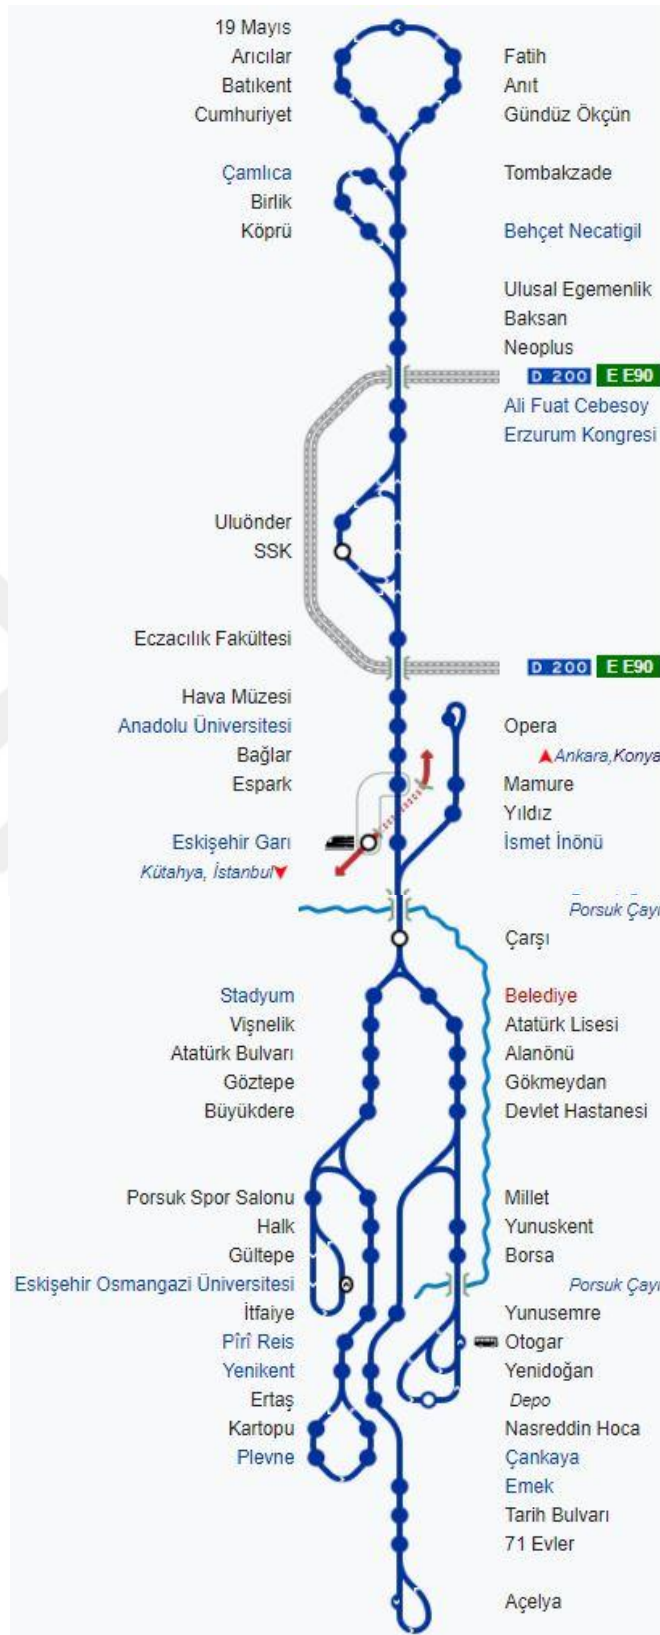 19 Mayıs
Arıcılar Fatih
Batıkent Anıt
Cumhuriyet Gündüz Ökçün
Çamlıca Tombakzade
Birlik
Köprü Behçet Necatigil
Ulusal Egemenlik
Baksan
Neoplus
D 200 E E90
Ali Fuat Cebesoy
Erzurum Kongresi
Uluönder
SSK
Eczacılık Fakültesi
D 200 E E90
Hava Müzesi
Anadolu Üniversitesi Opera
Bağlar Ankara,Konya
Espark Mamure
Yıldız
Eskişehir Garı İsmet İnönü
Kütahya, İstanbul
Porsuk Çayı
Çarşı
Stadyum Belediye
Vişnelik Atatürk Lisesi
Atatürk Bulvarı Alanönü
Göztepe Gökmeydan
Büyükdere Devlet Hastanesi
Porsuk Spor Salonu Millet
Halk Yunuskent
Gültepe Borsa
Eskişehir Osmangazi Üniversitesi Porsuk Çayı
İtfaiye Yunusemre
Pîrî Reis Otogar
Yenikent Yenidoğan
Ertaş Depo
Kartopu Nasreddin Hoca
Plevne Çankaya
Emek
Tarih Bulvarı
71 Evler
Açelya